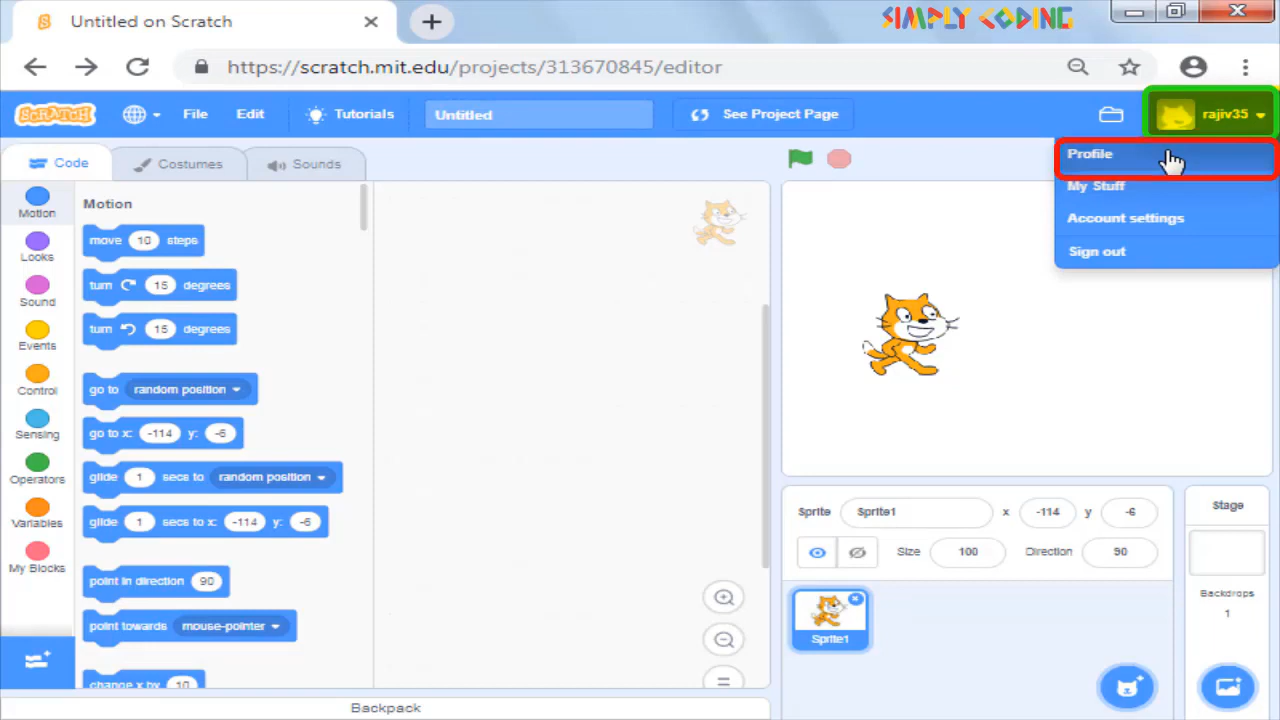 Untitled on Scratch
SIMPLY CODING
https://scratch.mit.edu/projects/313670845/editor
SCRATCH File Edit Tutorials Untitled See Project Page rajiv35
Profile
My Stuff
Account settings
Sign out
Code Costumes Sounds
Motion
Looks
Sound
Events
Control
Sensing
Operators
Variables
My Blocks
Motion
move 10 steps
turn 15 degrees
turn 15 degrees
go to random position
go to x: -114 y: -6
glide 1 secs to random position
glide 1 secs to x: -114 y: -6
point in direction 90
point towards mouse-pointer
change x by 10
Backpack
Sprite Sprite1 x -114 y -6
Size 100 Direction 90
Sprite1
Stage
Backdrops
1